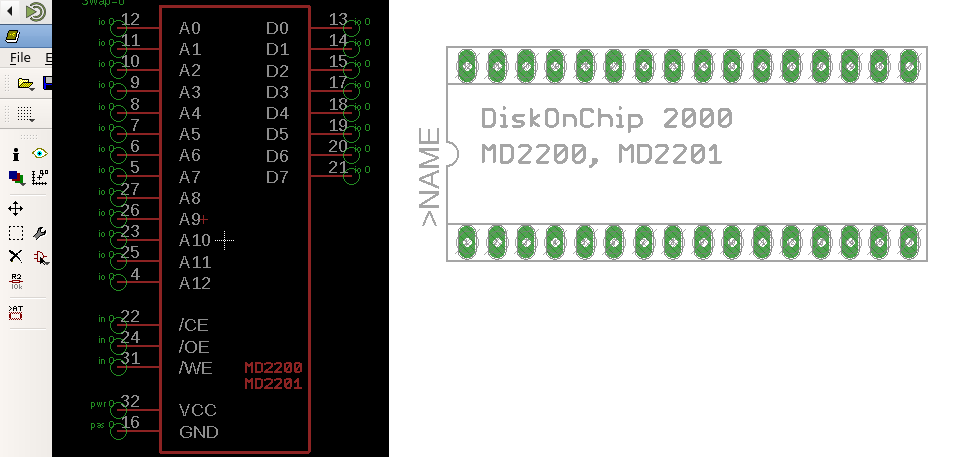 Swap=0
io 0 12 A0 D0 13 io 0
io 0 11 A1 D1 14 io 0
io 0 10 A2 D2 15 io 0
io 0 9 A3 D3 17 io 0
io 0 8 A4 D4 18 io 0
io 0 7 A5 D5 19 io 0
io 0 6 A6 D6 20 io 0
io 0 5 A7 D7 21 io 0
io 0 27 A8
io 0 26 A9
io 0 23 A10
io 0 25 A11
io 0 4 A12
in 0 22 /CE
in 0 24 /OE
in 0 31 /WE
MD2200
MD2201
pwr 0 32 VCC
pas 0 16 GND
File
R2
10k
>AT
>NAME
DiskOnChip 2000
MD2200, MD2201